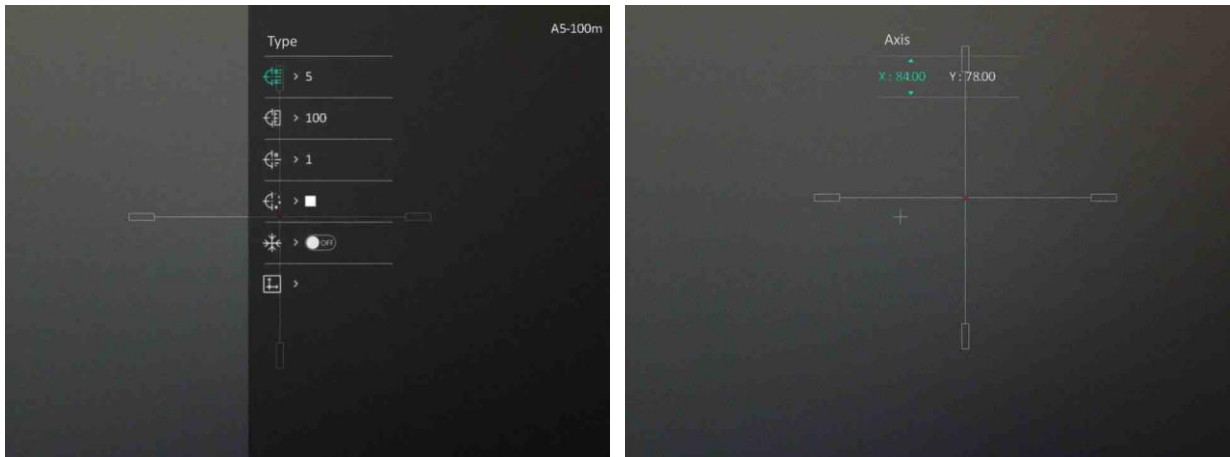 A5-100m
Type
> 5
> 100
> 1
>
> OFF
>
Axis
X : 84.00 Y : 78.00